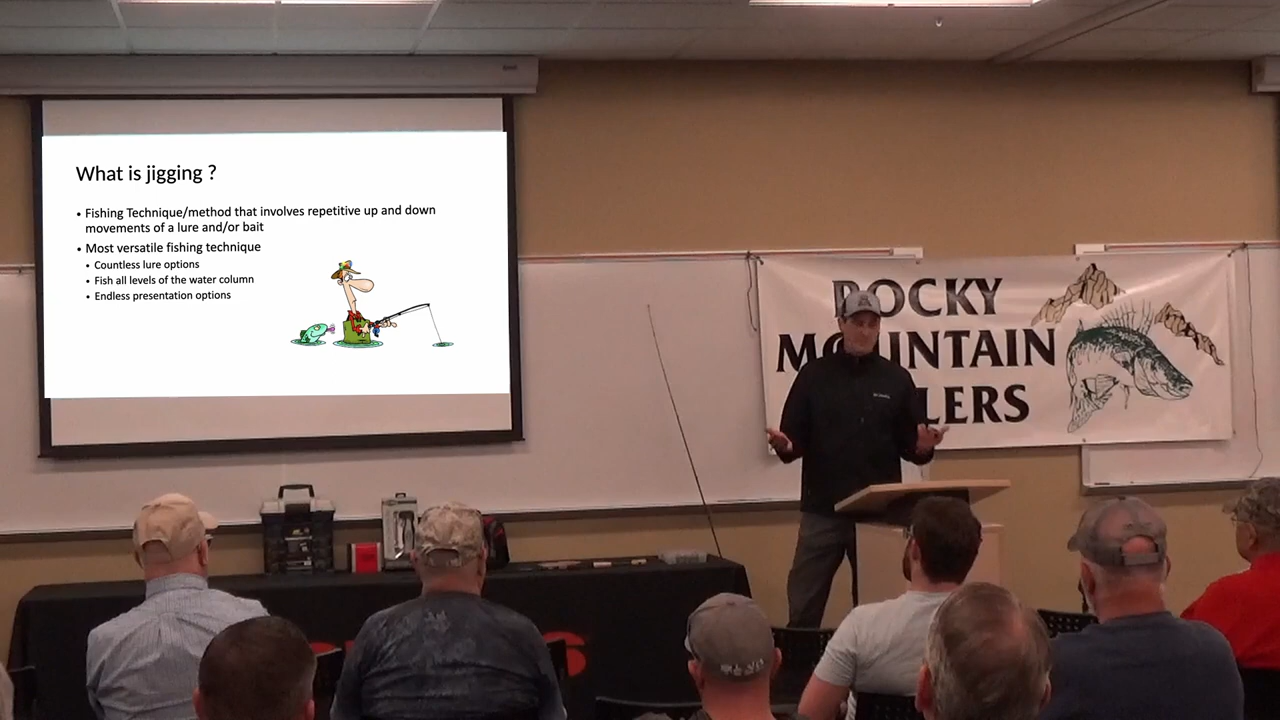 What is jigging ?
• Fishing Technique/method that involves repetitive up and down
movements of a lure and/or bait
• Most versatile fishing technique
• Countless lure options
• Fish all levels of the water column
• Endless presentation options
ROCKY
MOUNTAIN
LERS